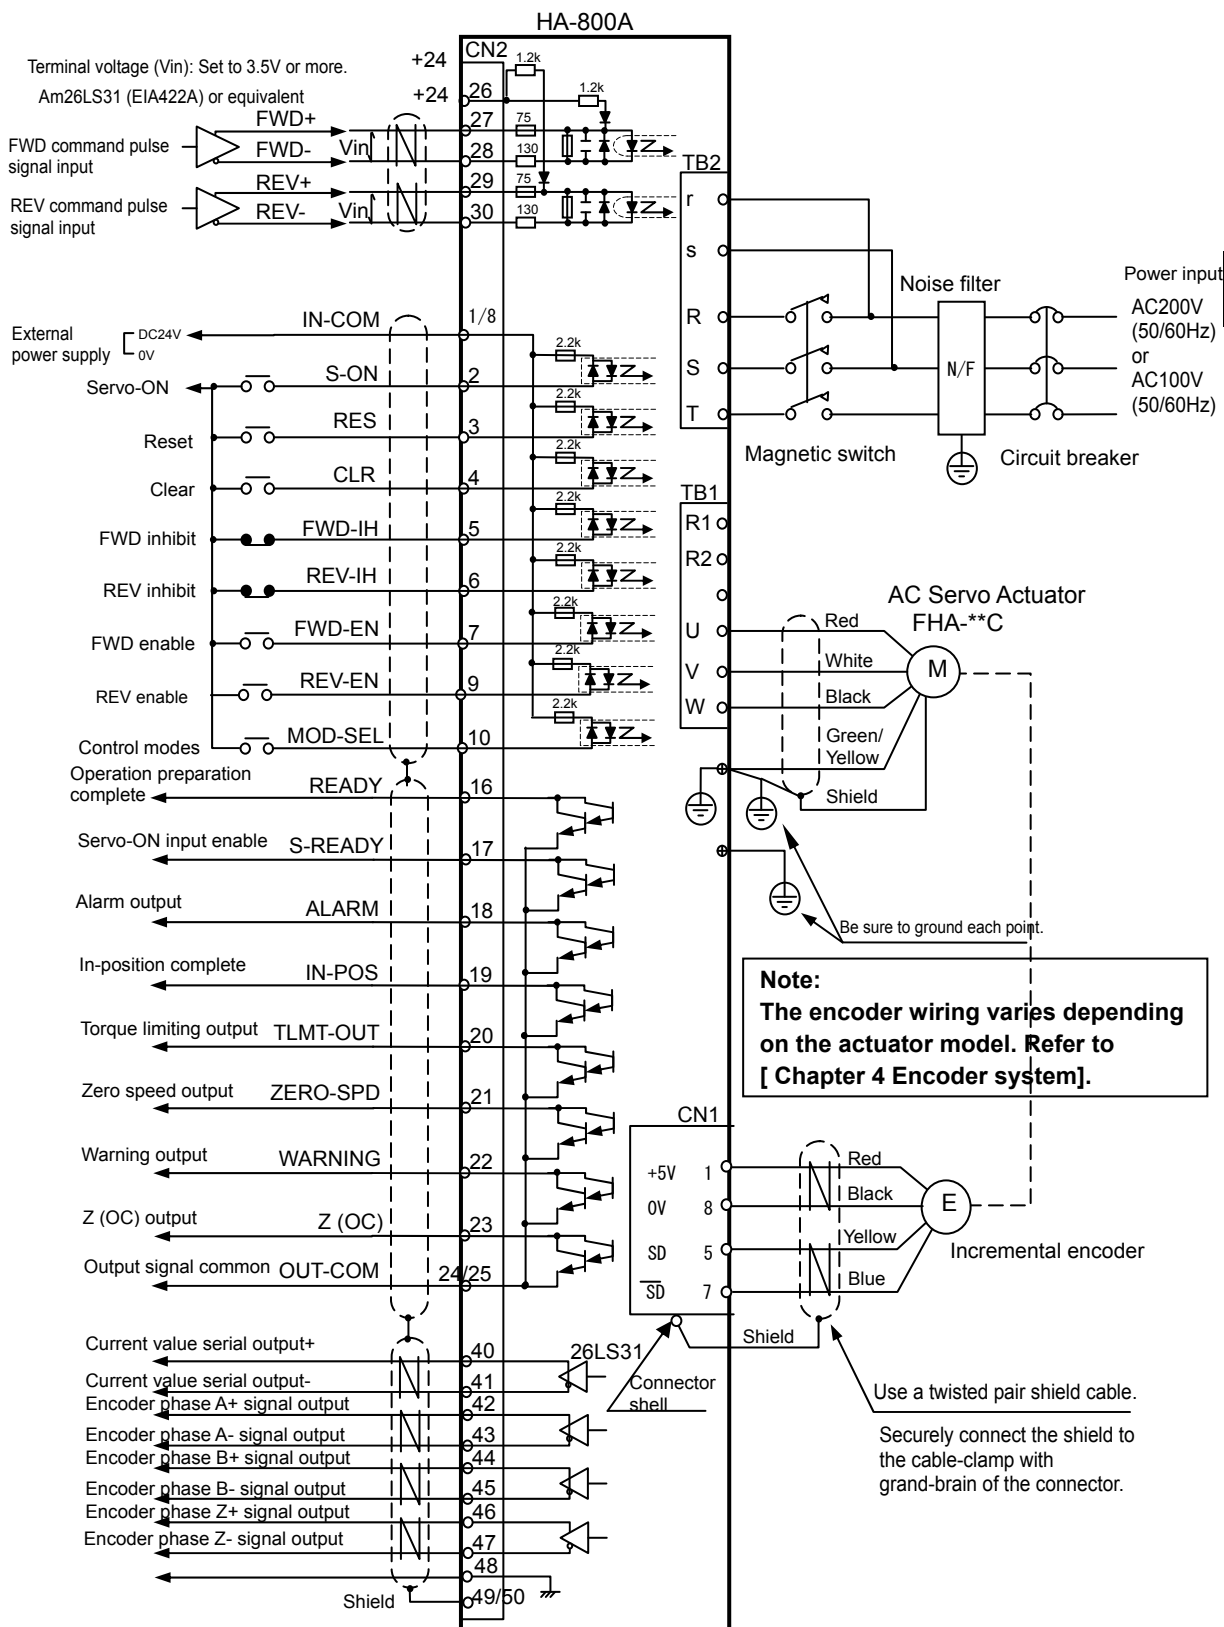 HA-800A
CN2
+24
1.2k
Terminal voltage (Vin): Set to 3.5V or more.
Am26LS31 (EIA422A) or equivalent
+24
26
1.2k
FWD+
27
75
FWD command pulse
signal input
FWD-
Vin
28
130
REV+
29
75
REV command pulse
signal input
REV-
Vin
30
130
TB2
r
s
R
S
T
Noise filter
N/F
Power input
AC200V
(50/60Hz)
or
AC100V
(50/60Hz)
Magnetic switch
Circuit breaker
External
power supply
DC24V
0V
IN-COM
1/8
2.2k
Servo-ON
S-ON
2
2.2k
Reset
RES
3
2.2k
Clear
CLR
4
2.2k
FWD inhibit
FWD-IH
5
2.2k
REV inhibit
REV-IH
6
2.2k
FWD enable
FWD-EN
7
2.2k
REV enable
REV-EN
9
2.2k
Control modes
MOD-SEL
10
TB1
R1
R2
U
V
W
AC Servo Actuator
FHA-**C
Red
White
Black
Green/
Yellow
Shield
M
Be sure to ground each point.
Operation preparation
complete
READY
16
Servo-ON input enable
S-READY
17
Alarm output
ALARM
18
In-position complete
IN-POS
19
Torque limiting output
TLMT-OUT
20
Zero speed output
ZERO-SPD
21
Warning output
WARNING
22
Z (OC) output
Z (OC)
23
Output signal common
OUT-COM
24/25
Note:
The encoder wiring varies depending
on the actuator model. Refer to
[ Chapter 4 Encoder system].
CN1
+5V
1
Red
0V
8
Black
SD
5
Yellow
SD
7
Blue
E
Incremental encoder
Shield
Connector
shell
Use a twisted pair shield cable.
Securely connect the shield to
the cable-clamp with
grand-brain of the connector.
Current value serial output+
40
26LS31
Current value serial output-
41
Encoder phase A+ signal output
42
Encoder phase A- signal output
43
Encoder phase B+ signal output
44
Encoder phase B- signal output
45
Encoder phase Z+ signal output
46
Encoder phase Z- signal output
47
48
Shield
49/50